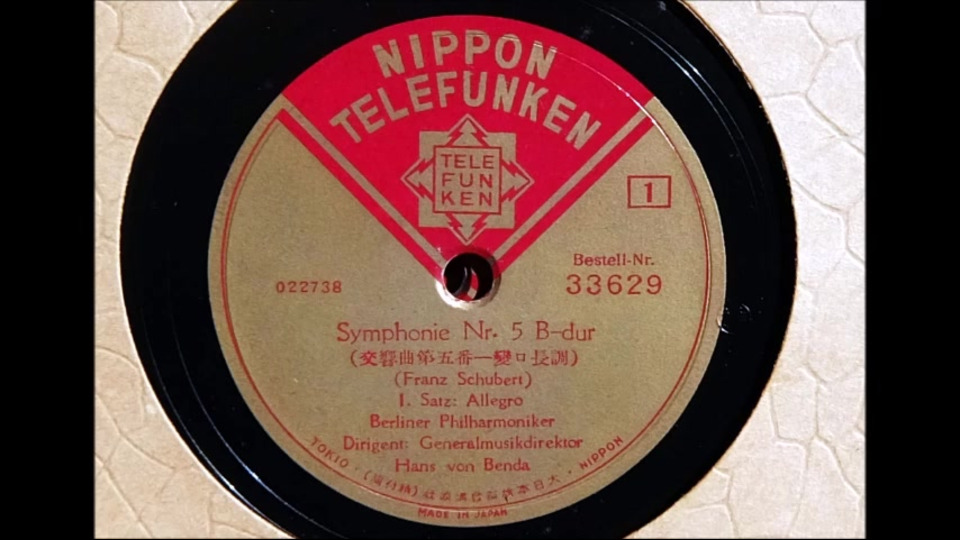 NIPPON
TELEFUNKEN
TELE
FUN
KEN
1
Bestell-Nr.
022738
33629
Symphonie Nr. 5 B-dur
(交響曲第五番—變ロ長調)
(Franz Schubert)
I. Satz: Allegro
Berliner Philharmoniker
Dirigent: Generalmusikdirektor
Hans von Benda
TOKIO
NIPPON
MADE IN JAPAN